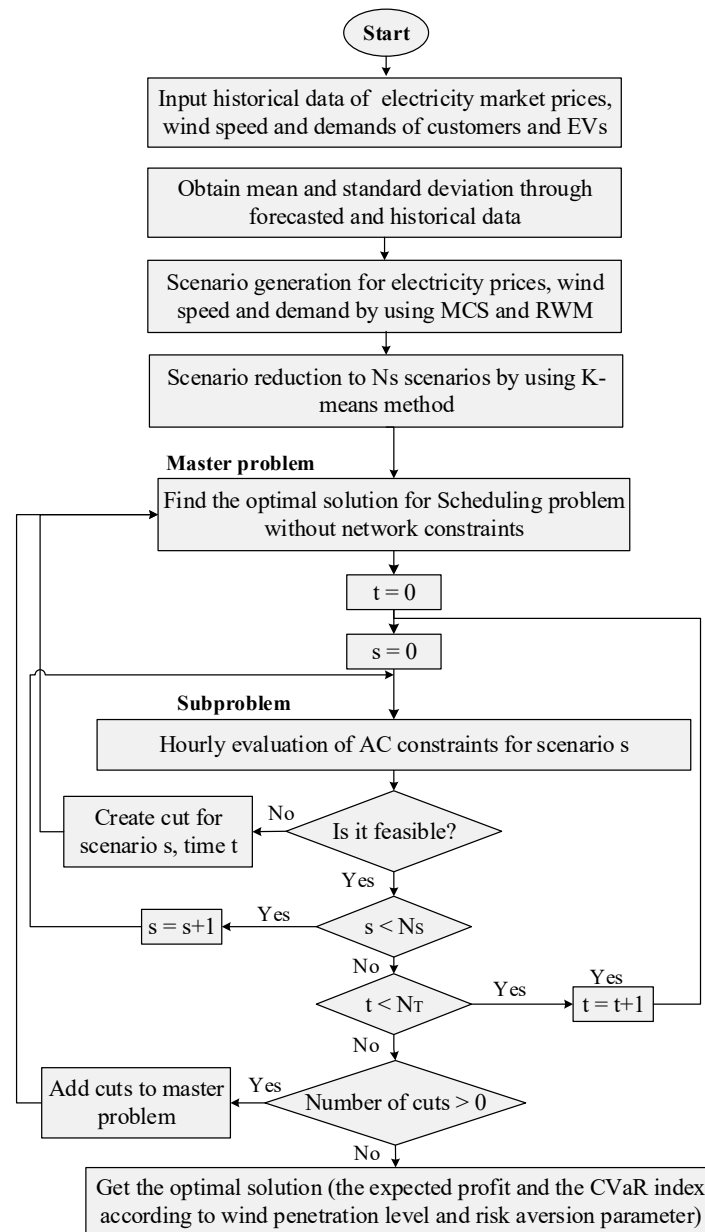 Start
Input historical data of electricity market prices,
wind speed and demands of customers and EVs
Obtain mean and standard deviation through
forecasted and historical data
Scenario generation for electricity prices, wind
speed and demand by using MCS and RWM
Scenario reduction to Ns scenarios by using K-
means method
Master problem
Find the optimal solution for Scheduling problem
without network constraints
t = 0
s = 0
Subproblem
Hourly evaluation of AC constraints for scenario s
Is it feasible?
No
Create cut for
scenario s, time t
Yes
s < NS
Yes
s = s+1
No
t < NT
Yes
Yes
t = t+1
No
Number of cuts > 0
Yes
Add cuts to master
problem
No
Get the optimal solution (the expected profit and the CVaR index
according to wind penetration level and risk aversion parameter)